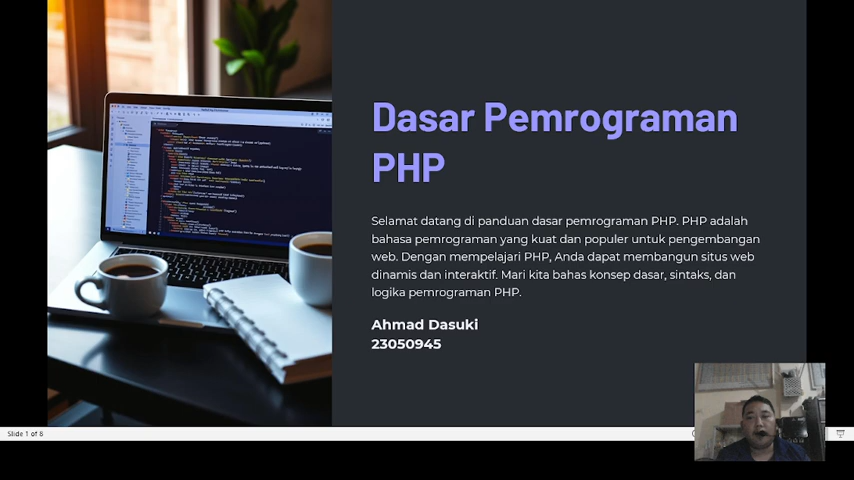 Dasar Pemrograman
PHP
Selamat datang di panduan dasar pemrograman PHP. PHP adalah
bahasa pemrograman yang kuat dan populer untuk pengembangan
web. Dengan mempelajari PHP, Anda dapat membangun situs web
dinamis dan interaktif. Mari kita bahas konsep dasar, sintaks, dan
logika pemrograman PHP.
Ahmad Dasuki
23050945
Slide 1 of 8